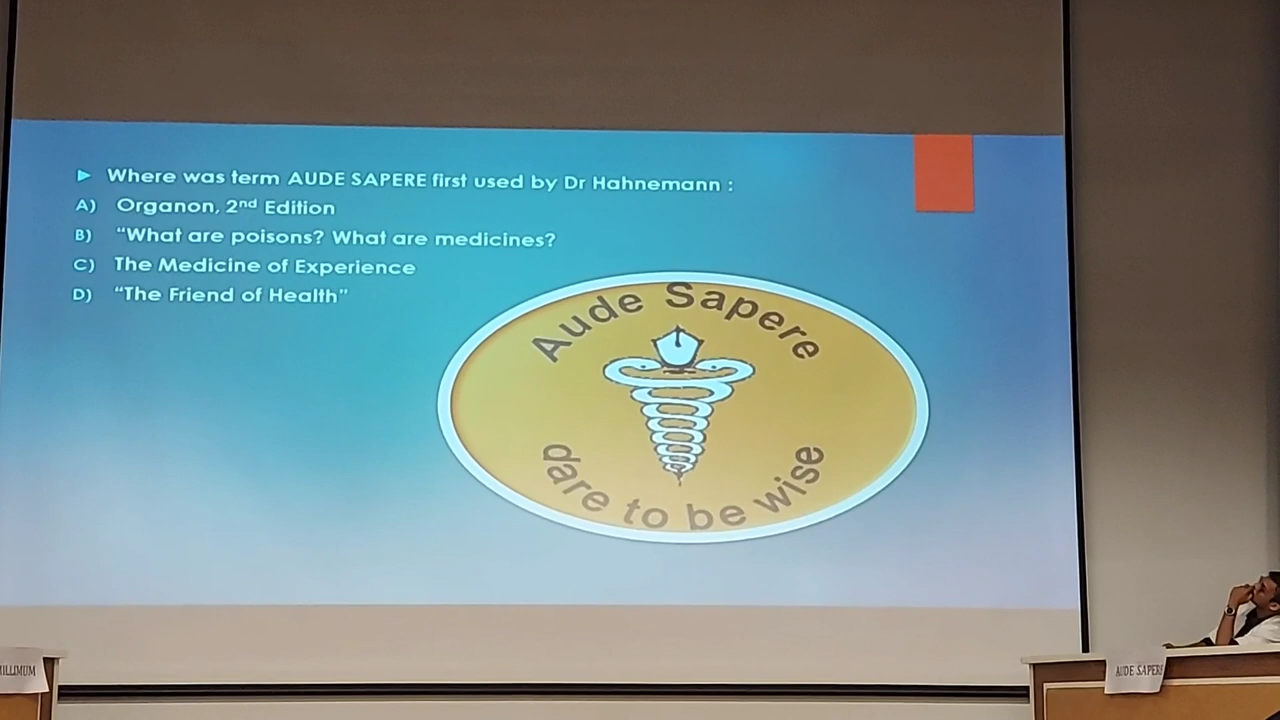 Where was term AUDE SAPERE first used by Dr Hahnemann :
A) Organon, 2nd Edition
B) "What are poisons? What are medicines?
C) The Medicine of Experience
D) "The Friend of Health"
Aude Sapere
dare to be wise
AUDE SAPERE